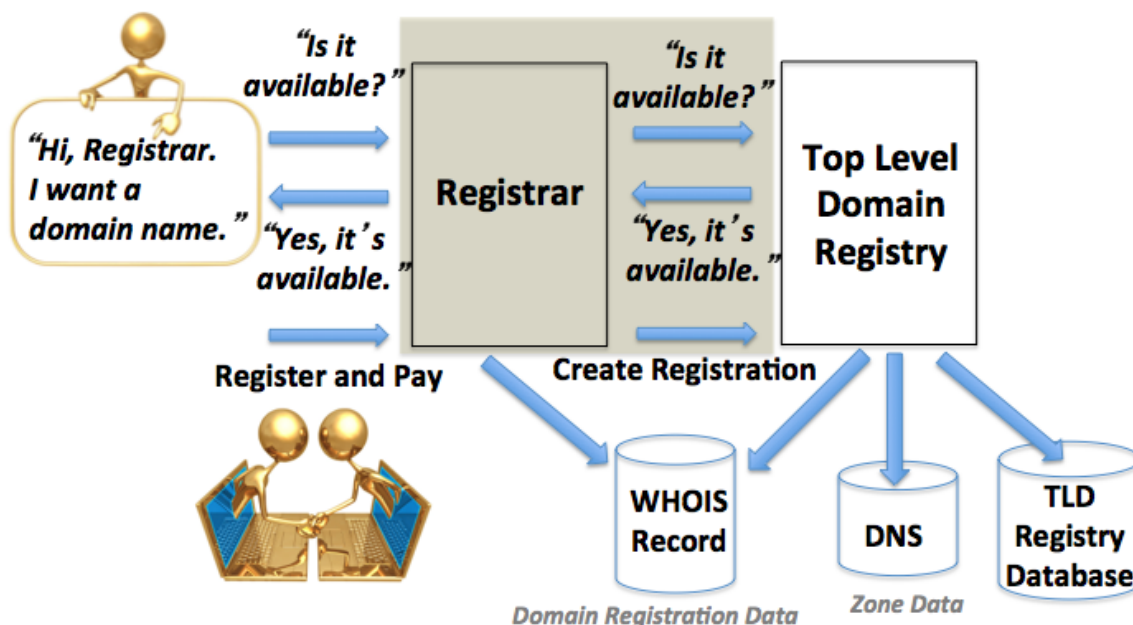 “Hi, Registrar.
I want a
domain name.”
“Is it
available?”
“Yes, it’s
available.”
Register and Pay
Registrar
“Is it
available?”
“Yes, it’s
available.”
Create Registration
Top Level
Domain
Registry
WHOIS
Record
Domain Registration Data
DNS
Zone Data
TLD
Registry
Database